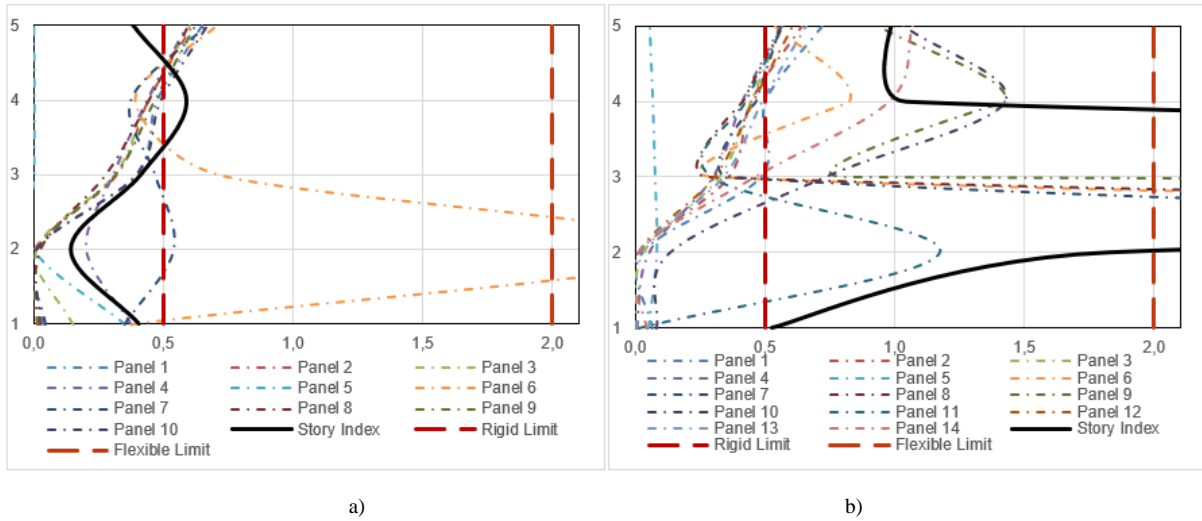 5
4
3
2
1
0,0 0,5 1,0 1,5 2,0
Panel 1 Panel 2 Panel 3
Panel 4 Panel 5 Panel 6
Panel 7 Panel 8 Panel 9
Panel 10 Story Index Rigid Limit
Flexible Limit
a)
5
4
3
2
1
0,0 0,5 1,0 1,5 2,0
Panel 1 Panel 2 Panel 3
Panel 4 Panel 5 Panel 6
Panel 7 Panel 8 Panel 9
Panel 10 Panel 11 Panel 12
Panel 13 Panel 14 Story Index
Rigid Limit Flexible Limit
b)